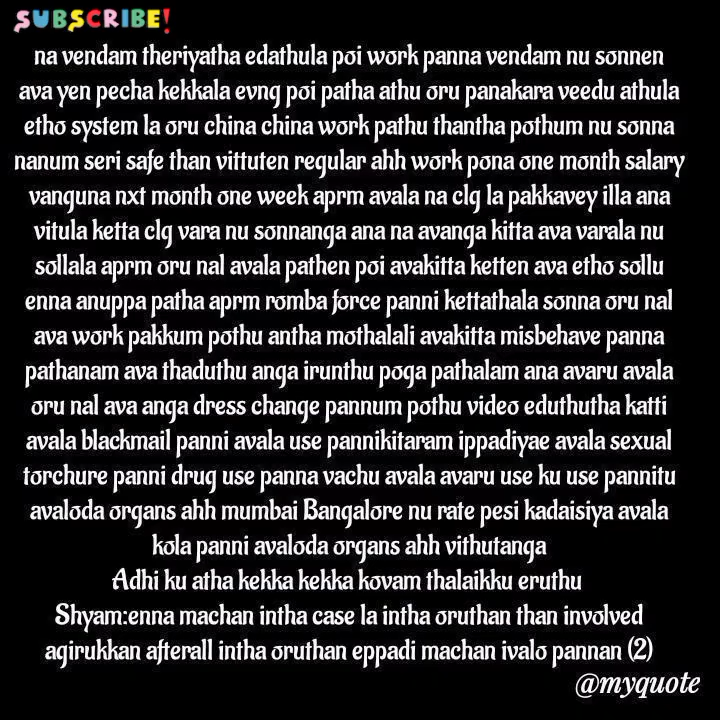 SUBSCRIBE!
na vendam theriyatha edathula poi work panna vendam nu sonnen
ava yen pecha kekkala evng poi patha athu oru panakara veedu athula
etho system la oru china china work pathu thantha pothum nu sonna
nanum seri safe than vittuten regular ahh work pona one month salary
vanguna nxt month one week aprm avala na clg la pakkavey illa ana
vitula ketta clg vara nu sonnanga ana na avanga kitta ava varala nu
sollala aprm oru nal avala pathen poi avakitta ketten ava etho sollu
enna anuppa patha aprm romba force panni kettathala sonna oru nal
ava work pakkum pothu antha mothalali avakitta misbehave panna
pathanam ava thaduthu anga irunthu poga pathalam ana avaru avala
oru nal ava anga dress change pannum pothu video eduthutha katti
avala blackmail panni avala use pannikitaram ippadiyae avala sexual
torchure panni drug use panna vachu avala avaru use ku use pannitu
avaloda organs ahh mumbai Bangalore nu rate pesi kadaisiya avala
kola panni avaloda organs ahh vithutanga
Adhi ku atha kekka kekka kovam thalaikku eruthu
Shyam:enna machan intha case la intha oruthan than involved
agirukkan afterall intha oruthan eppadi machan ivalo pannan (2)
@myquote